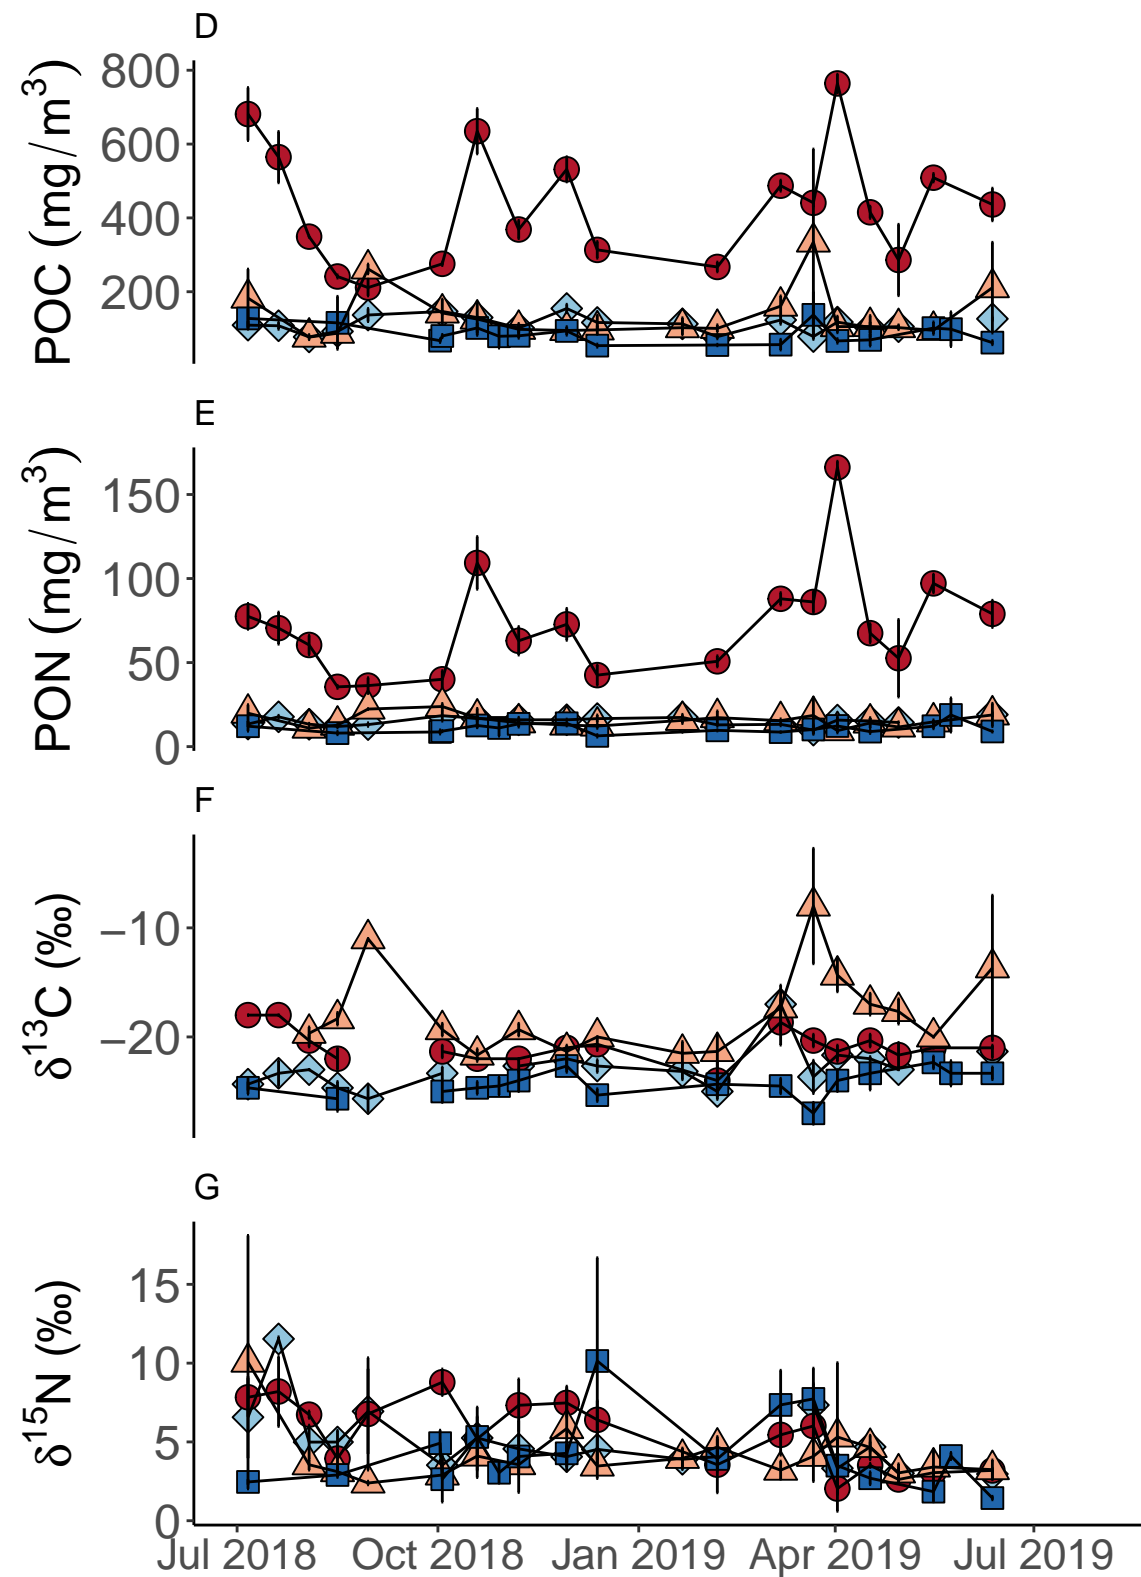 D
POC (mg/m³)
800
600
400
200
E
PON (mg/m³)
150
100
50
0
F
δ¹³C (‰)
−10
−20
G
δ¹⁵N (‰)
15
10
5
0
Jul 2018 Oct 2018 Jan 2019 Apr 2019 Jul 2019